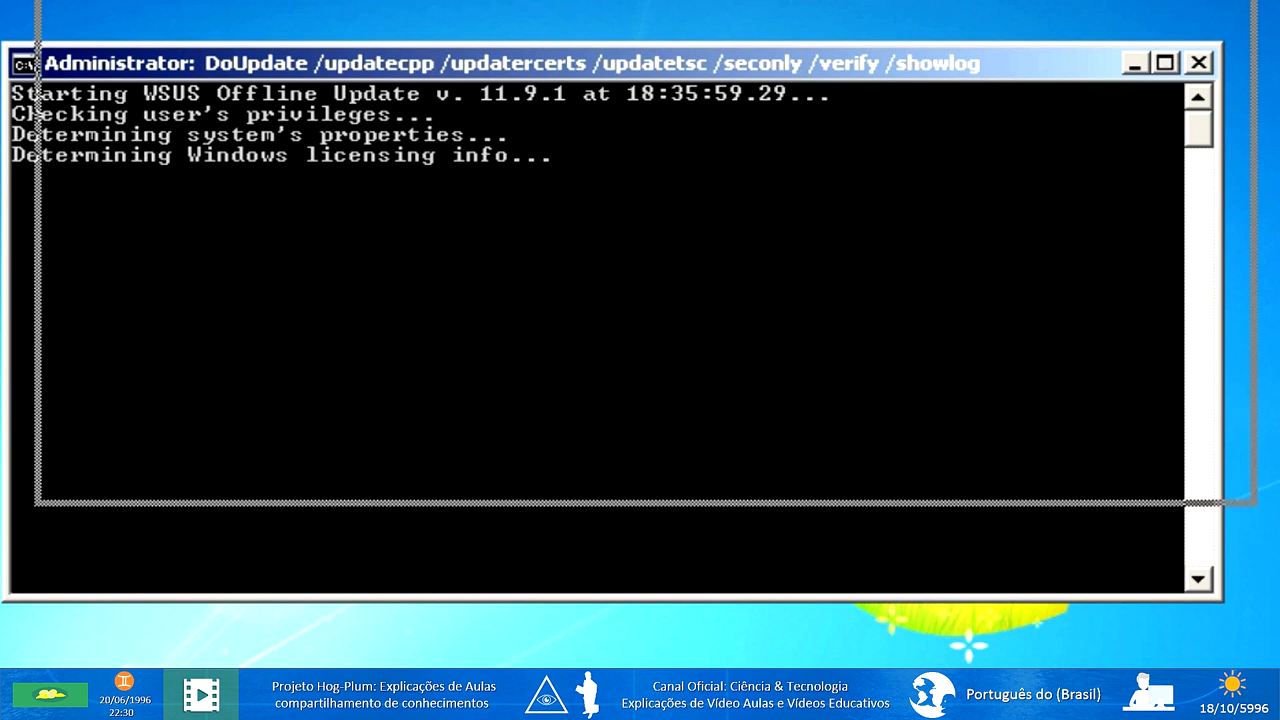 Administrator: DoUpdate /updatecpp /updatercerts /updatetsc /seconly /verify /showlog
Starting WSUS Offline Update v. 11.9.1 at 18:35:59.29...
Checking user's privileges...
Determining system's properties...
Determining Windows licensing info...
20/06/1996
22:30
Projeto Hog-Plum: Explicações de Aulas
compartilhamento de conhecimentos
Canal Oficial: Ciência & Tecnologia
Explicações de Vídeo Aulas e Vídeos Educativos
Português do (Brasil)
18/10/5996